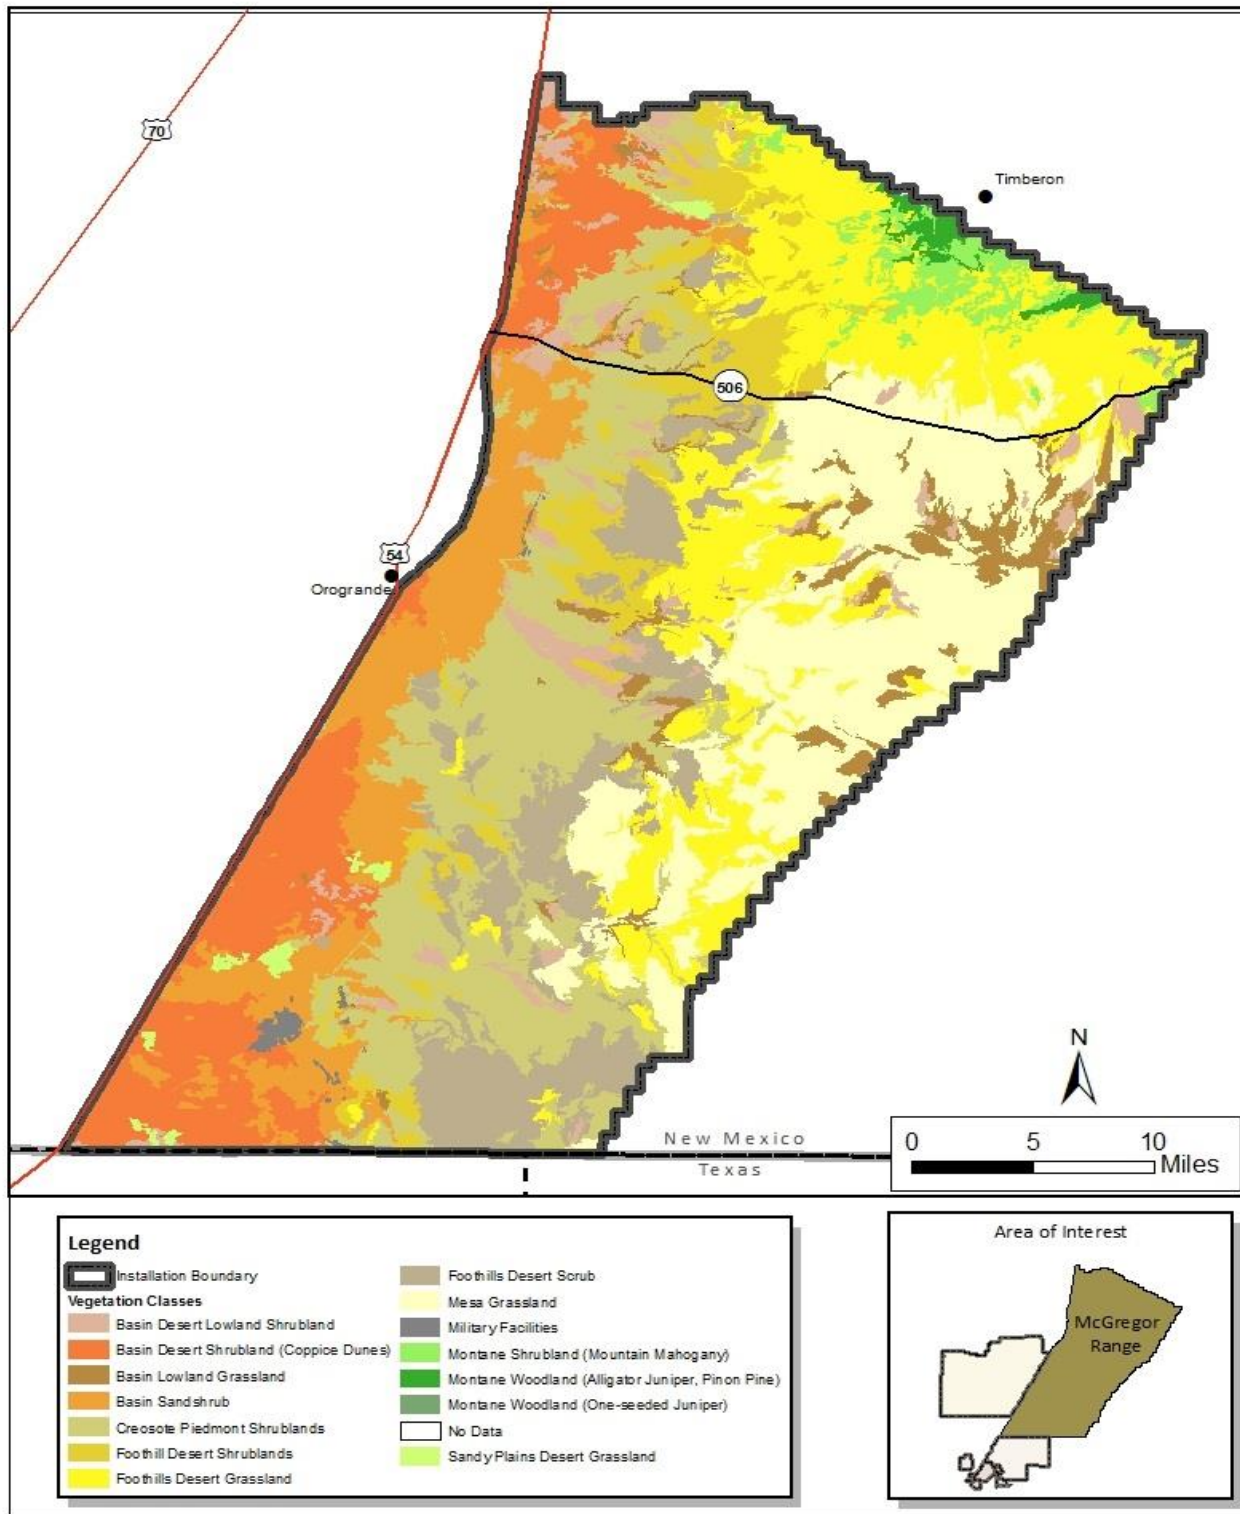 70
Timberon
506
54
Orogrande
N
New Mexico
Texas
0 5 10
Miles
Legend
Installation Boundary
Vegetation Classes
Basin Desert Lowland Shrubland
Basin Desert Shrubland (Coppice Dunes)
Basin Lowland Grassland
Basin Sandshrub
Creosote Piedmont Shrublands
Foothill Desert Shrublands
Foothills Desert Grassland
Foothills Desert Scrub
Mesa Grassland
Military Facilities
Montane Shrubland (Mountain Mahogany)
Montane Woodland (Alligator Juniper, Pinon Pine)
Montane Woodland (One-seeded Juniper)
No Data
Sandy Plains Desert Grassland
Area of Interest
McGregor
Range